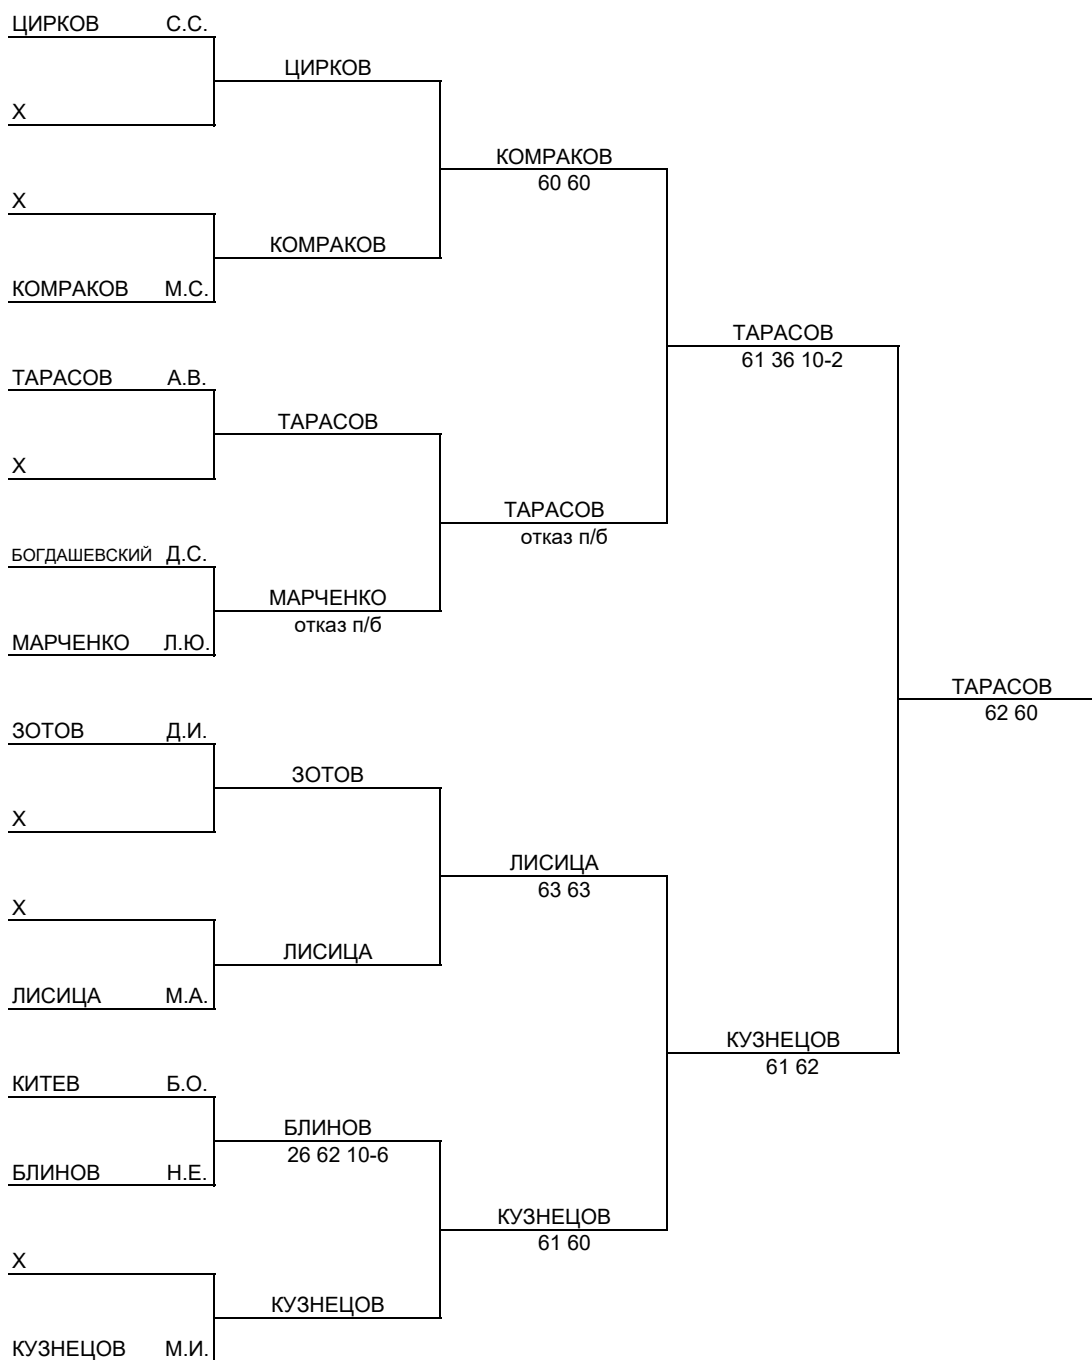 ЦИРКОВ С.С.
ЦИРКОВ
X
КОМРАКОВ
60 60
X
КОМРАКОВ
КОМРАКОВ М.С.
ТАРАСОВ
61 36 10-2
ТАРАСОВ А.В.
ТАРАСОВ
X
ТАРАСОВ
отказ п/б
БОГДАШЕВСКИЙ Д.С.
МАРЧЕНКО
отказ п/б
МАРЧЕНКО Л.Ю.
ТАРАСОВ
62 60
ЗОТОВ Д.И.
ЗОТОВ
X
ЛИСИЦА
63 63
X
ЛИСИЦА
ЛИСИЦА М.А.
КУЗНЕЦОВ
61 62
КИТЕВ Б.О.
БЛИНОВ
26 62 10-6
БЛИНОВ Н.Е.
КУЗНЕЦОВ
61 60
X
КУЗНЕЦОВ
КУЗНЕЦОВ М.И.